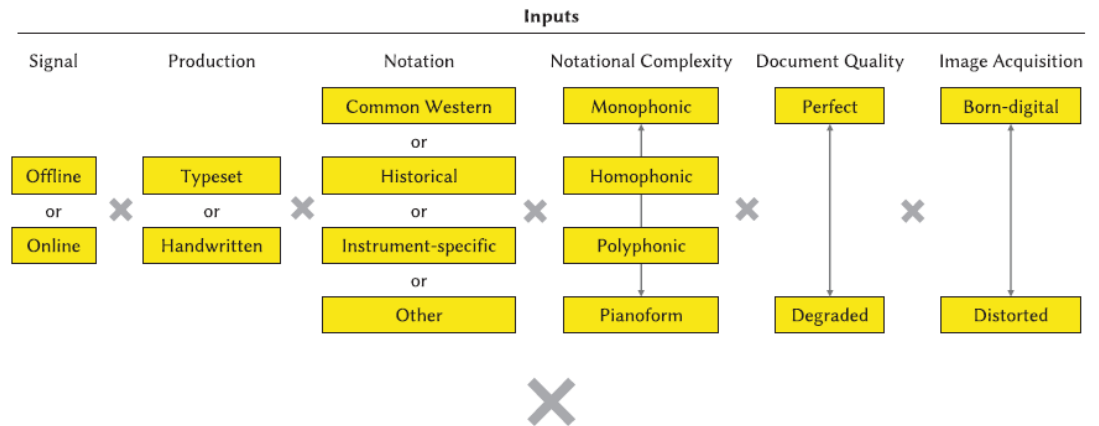 Inputs
Signal
Production
Notation
Notational Complexity
Document Quality
Image Acquisition
Offline
or
Online
Typeset
or
Handwritten
Common Western
or
Historical
or
Instrument-specific
or
Other
Monophonic
Homophonic
Polyphonic
Pianoform
Perfect
Degraded
Born-digital
Distorted